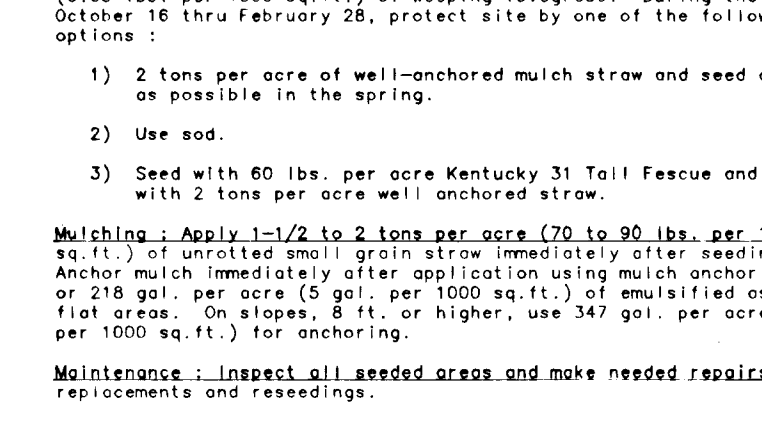 October 16 thru February 28, protect site by one of the
options :
1) 2 tons per acre of well-anchored mulch straw and seed
as possible in the spring.
2) Use sod.
3) Seed with 60 lbs. per acre Kentucky 31 Tall Fescue and
with 2 tons per acre well anchored straw.
Mulching : Apply 1-1/2 to 2 tons per acre (70 to 90 lbs. per
sq.ft.) of unrotted small grain straw immediately after
Anchor mulch immediately after application using mulch anchor
or 218 gal. per acre (5 gal. per 1000 sq.ft.) of emulsified
flat areas. On slopes, 8 ft. or higher, use 347 gal. per
per 1000 sq.ft.) for anchoring.
Maintenance : Inspect all seeded areas and make needed repairs
replacements and reseedings.